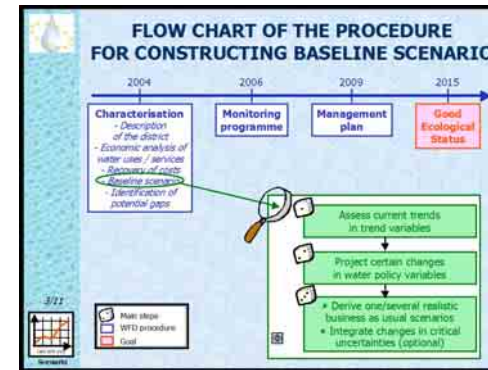 FLOW CHART OF THE PROCEDURE
FOR CONSTRUCTING BASELINE SCENARIO
2004
2006
2009
2015
Characterisation
- Description
of the district
- Economic analysis of
water uses / services
- Recovery of costs
- Baseline scenario
- Identification of
potential gaps
Monitoring
programme
Management
plan
Good
Ecological
Status
Assess current trends
in trend variables
Project certain changes
in water policy variables
Derive one/several realistic
business as usual scenarios
Integrate changes in critical
uncertainties (optional)
3/11
Scenario
Main steps
WFD procedure
Goal